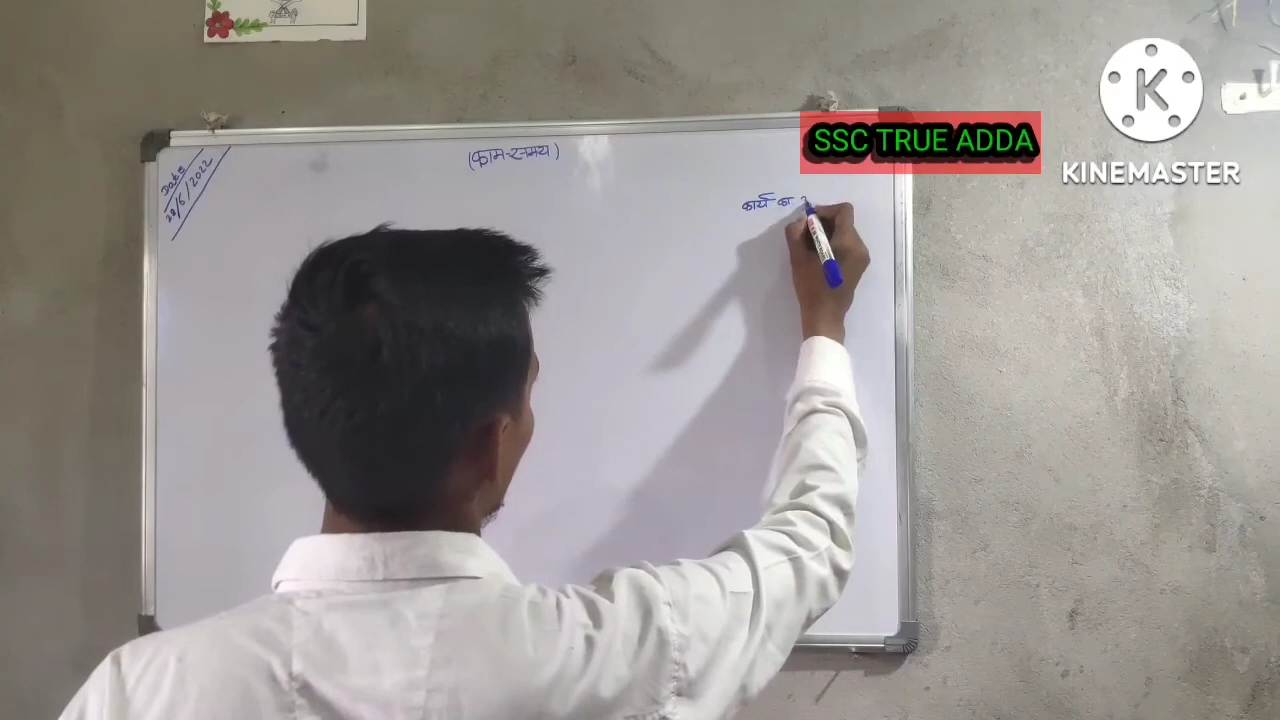 Date
20/6/2022
(काम-समय)
SSC TRUE ADDA
K
KINEMASTER
कार्य का